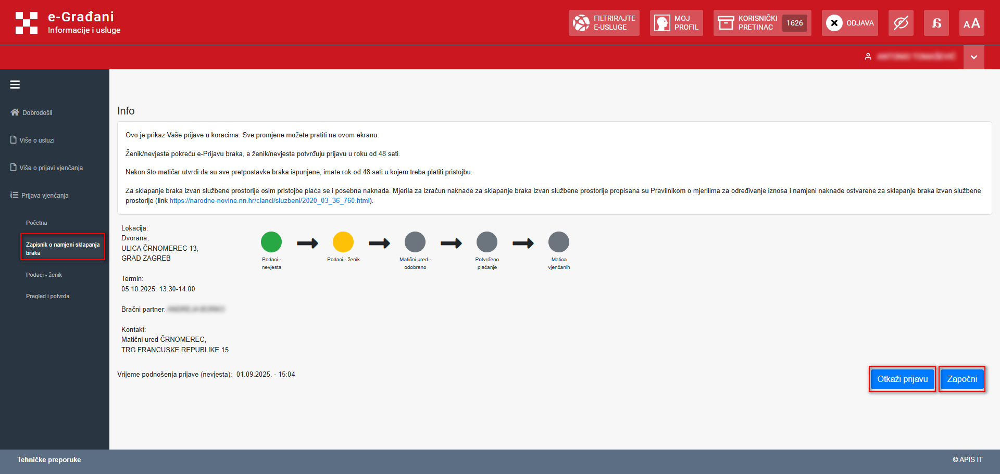 e-Građani
Informacije i usluge
FILTRIRAJTE
E-USLUGE
MOJ
PROFIL
KORISNIČKI
PRETINAC
1626
ODJAVA
AA
Dobrodošli
Više o usluzi
Više o prijavi vjenčanja
Prijava vjenčanja
Početna
Zapisnik o namjeni sklapanja
braka
Podaci - ženik
Pregled i potvrda
Info
Ovo je prikaz Vaše prijave u koracima. Sve promjene možete pratiti na ovom ekranu.
Ženik/nevjesta pokreću e-Prijavu braka, a ženik/nevjesta potvrđuju prijavu u roku od 48 sati.
Nakon što matičar utvrdi da su sve pretpostavke braka ispunjene, imate rok od 48 sati u kojem treba platiti pristojbu.
Za sklapanje braka izvan službene prostorije osim pristojbe plaća se i posebna naknada. Mjerila za izračun naknade za sklapanje braka izvan službene prostorije propisana su Pravilnikom o mjerilima za određivanje iznosa i namjeni naknade ostvarene za sklapanje braka izvan službene
prostorije (link https://narodne-novine.nn.hr/clanci/sluzbeni/2020_03_36_760.html).
Lokacija:
Dvorana,
ULICA ČRNOMEREC 13,
GRAD ZAGREB
Termin:
05.10.2025. 13:30-14:00
Bračni partner:
Kontakt:
Matični ured ČRNOMEREC,
TRG FRANCUSKE REPUBLIKE 15
Podaci -
nevjesta
Podaci - ženik
Matični ured -
odobreno
Potvrđeno
plaćanje
Matica
vjenčanih
Vrijeme podnošenja prijave (nevjesta): 01.09.2025. - 15:04
Otkaži prijavu
Započni
Tehničke preporuke
© APIS IT